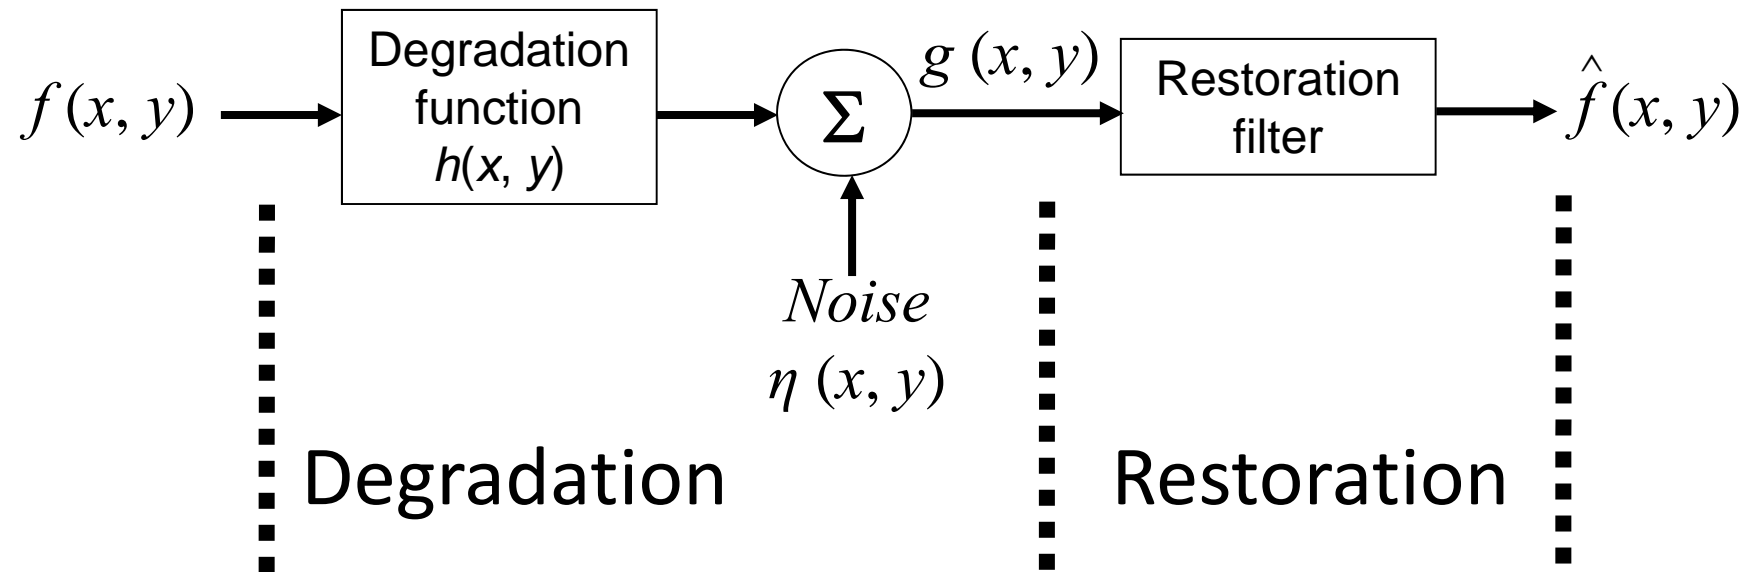 f (x, y)
Degradation
function
h(x, y)
Σ
g (x, y)
Restoration
filter
f̂ (x, y)
Noise
η (x, y)
Degradation
Restoration